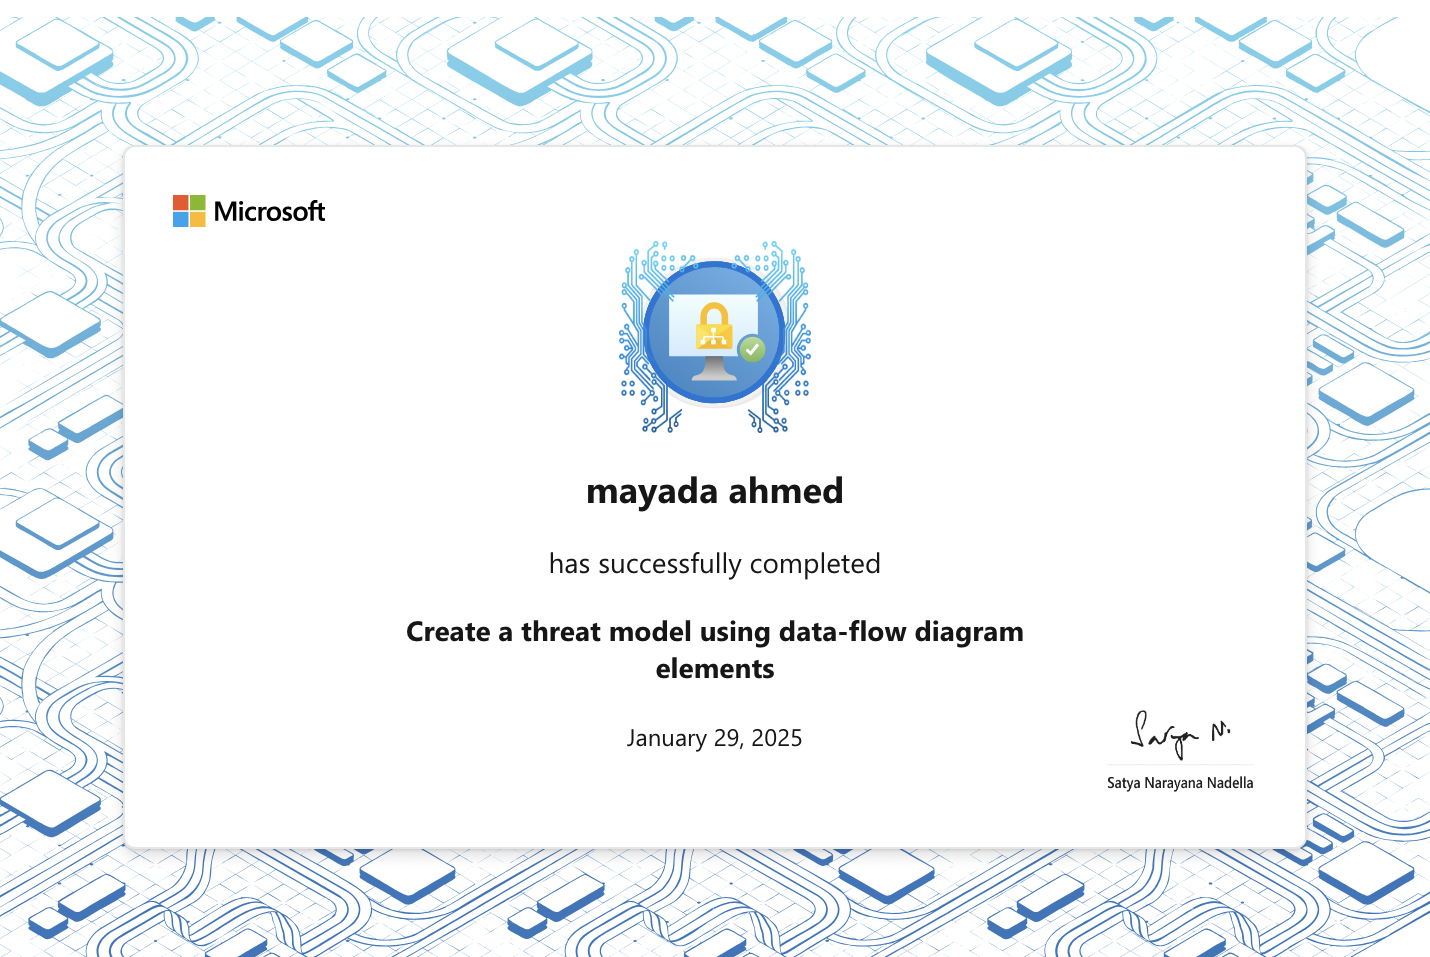 Microsoft
mayada ahmed
has successfully completed
Create a threat model using data-flow diagram
elements
January 29, 2025
Satya N.
Satya Narayana Nadella